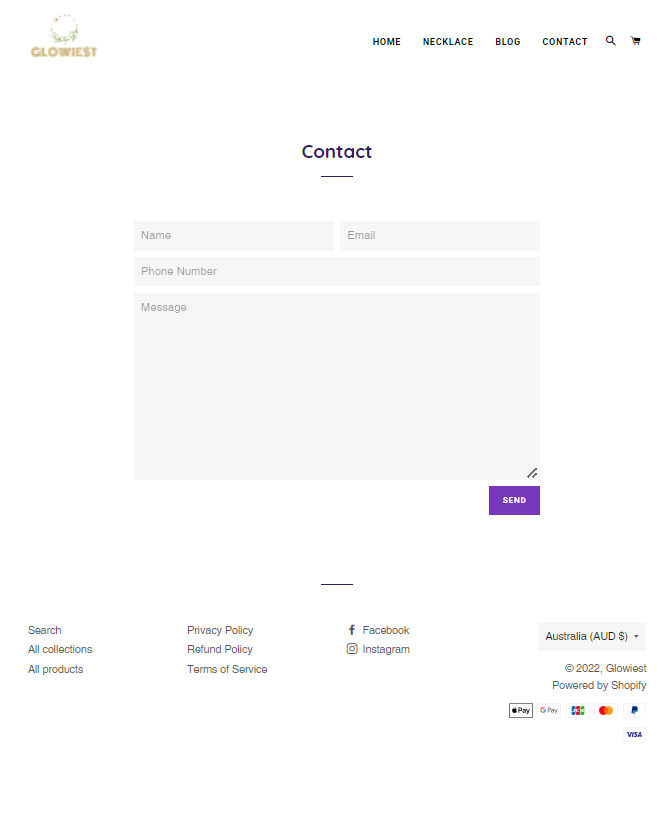 GLOWIEST
HOME NECKLACE BLOG CONTACT
Contact
Name Email
Phone Number
Message
SEND
Search
All collections
All products
Privacy Policy
Refund Policy
Terms of Service
Facebook
Instagram
Australia (AUD $)
© 2022, Glowiest
Powered by Shopify
Pay G Pay JCB
VISA